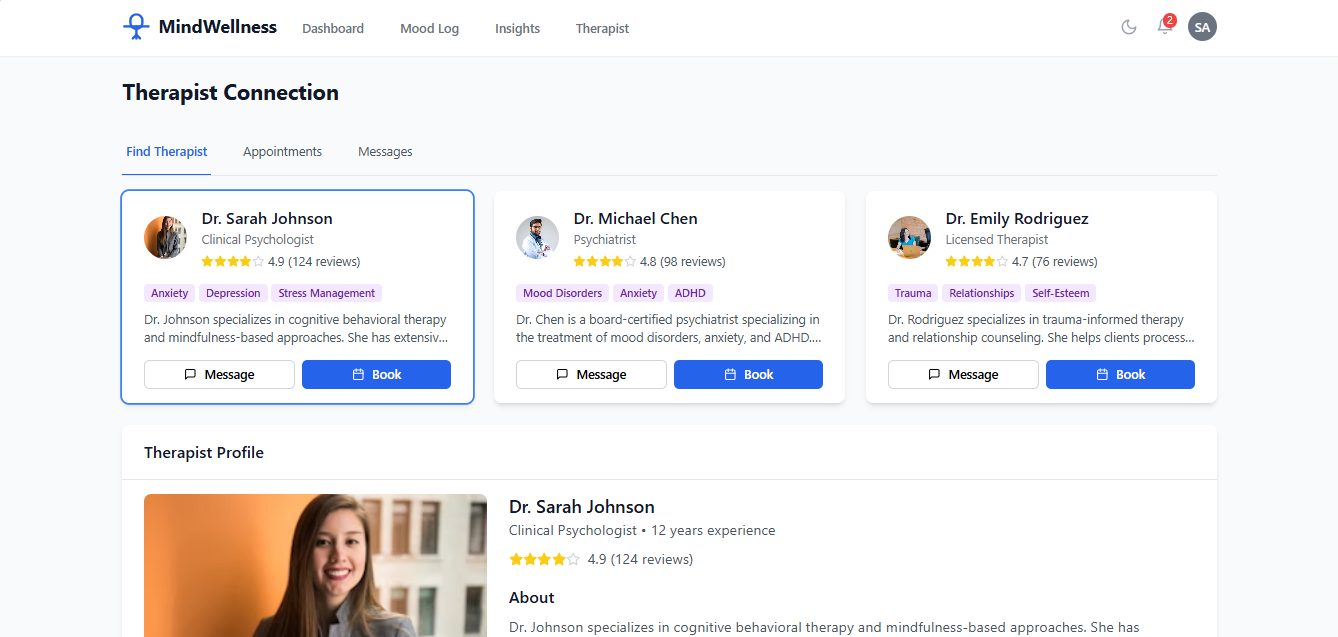 MindWellness
Dashboard
Mood Log
Insights
Therapist
2
SA
Therapist Connection
Find Therapist
Appointments
Messages
Dr. Sarah Johnson
Clinical Psychologist
4.9 (124 reviews)
Anxiety
Depression
Stress Management
Dr. Johnson specializes in cognitive behavioral therapy
and mindfulness-based approaches. She has extensiv...
Message
Book
Dr. Michael Chen
Psychiatrist
4.8 (98 reviews)
Mood Disorders
Anxiety
ADHD
Dr. Chen is a board-certified psychiatrist specializing in
the treatment of mood disorders, anxiety, and ADHD....
Message
Book
Dr. Emily Rodriguez
Licensed Therapist
4.7 (76 reviews)
Trauma
Relationships
Self-Esteem
Dr. Rodriguez specializes in trauma-informed therapy
and relationship counseling. She helps clients process...
Message
Book
Therapist Profile
Dr. Sarah Johnson
Clinical Psychologist • 12 years experience
4.9 (124 reviews)
About
Dr. Johnson specializes in cognitive behavioral therapy and mindfulness-based approaches. She has